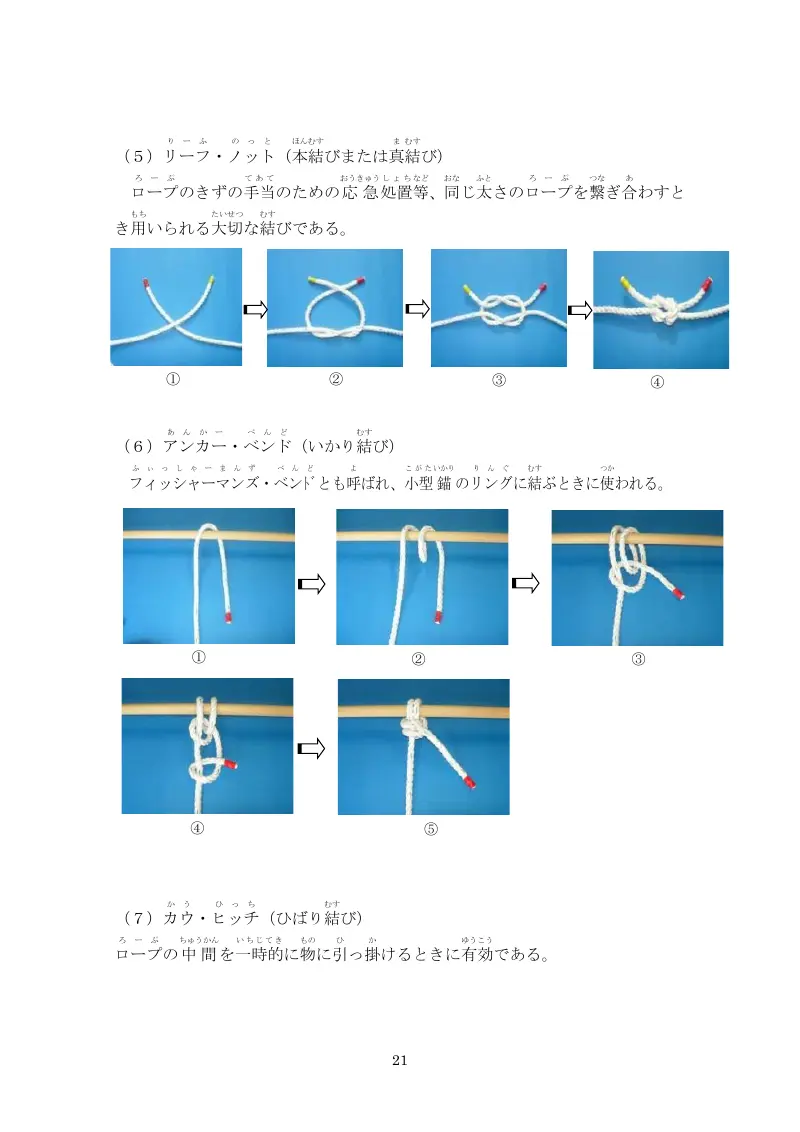 りーふ のっと ほんむす ま むす
（５）リーフ・ノット（本結びまたは真結び）
ろーぷ てあて おうきゅうしょちなど おな ふと ろーぷ つな あ
ロープのきずの手当のための応急処置等、同じ太さのロープを繋ぎ合わすと
もち たいせつ むす
き用いられる大切な結びである。
① ② ③ ④
あんかー べんど むす
（６）アンカー・ベンド（いかり結び）
ふぃっしゃーまんず べんど よ こがたいかり りんぐ むす つか
フィッシャーマンズ・ベンドとも呼ばれ、小型錨のリングに結ぶときに使われる。
① ② ③
④ ⑤
かう ひっち むす
（７）カウ・ヒッチ（ひばり結び）
ろーぷ ちゅうかん いちじてき もの ひ か ゆうこう
ロープの中間を一時的に物に引っ掛けるときに有効である。
21